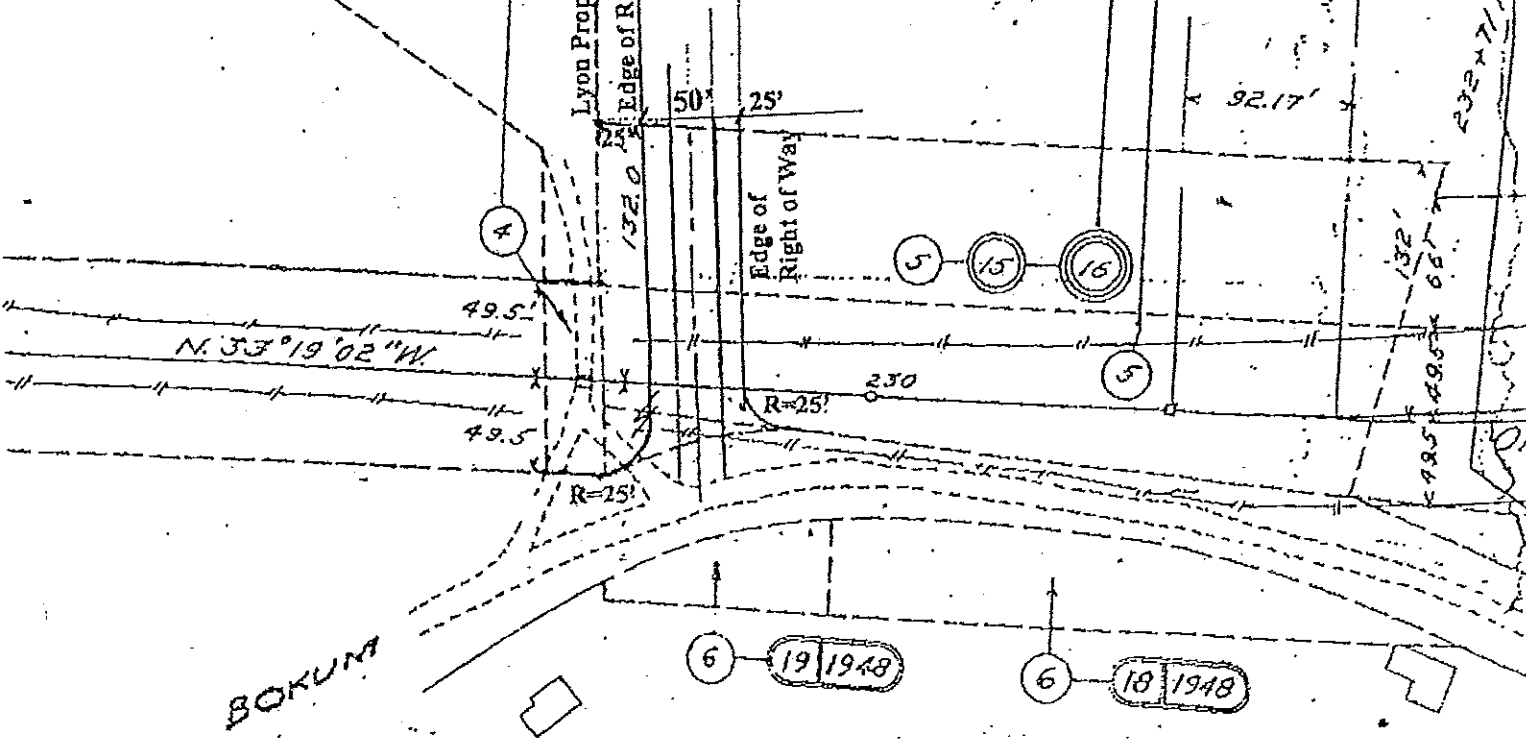 Lyon Prop
Edge of R
50'
25'
25'
132.0
92.17'
232
Edge of
Right of Way
4
5
15
16
5
132'
66'
49.5'
N. 33°19'02"W.
49.5
230
R=25'
R=25'
49.5
49.5
BOKUM
6
19 1948
6
18 1948